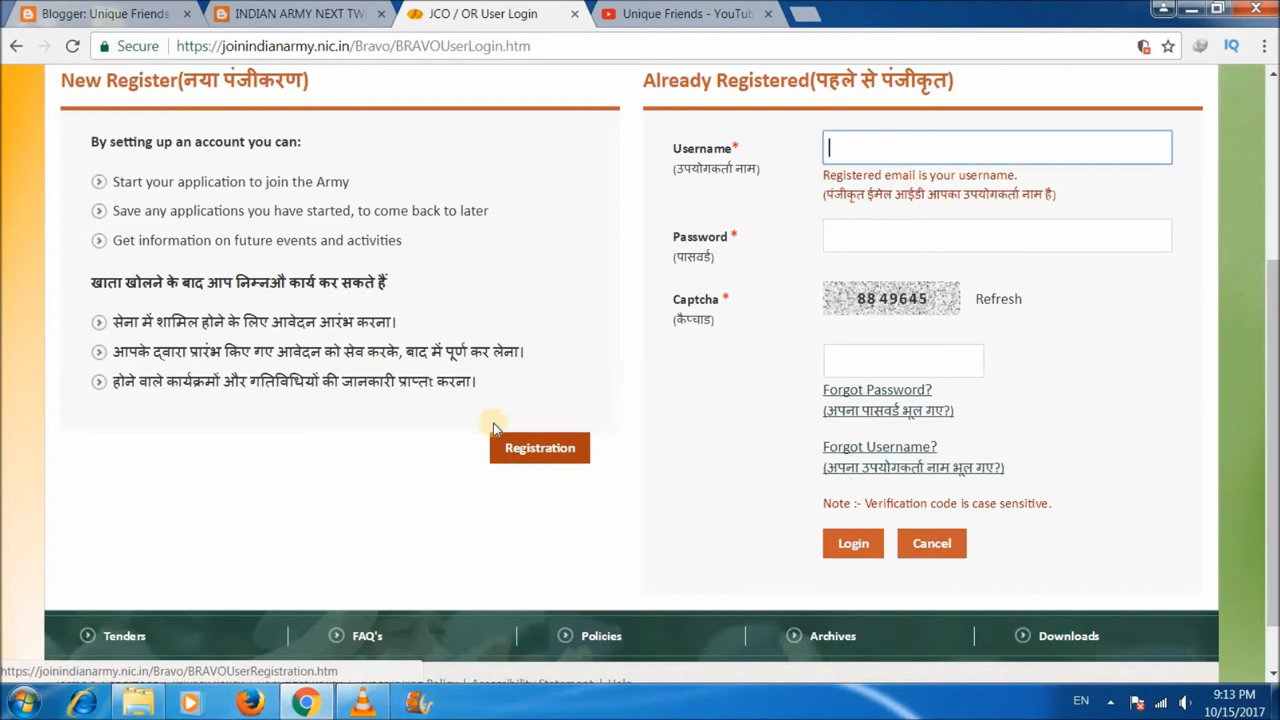 Blogger: Unique Friends
INDIAN ARMY NEXT TW
JCO / OR User Login
Unique Friends - YouTu
Secure
https://joinindianarmy.nic.in/Bravo/BRAVOUserLogin.htm
New Register(नया पंजीकरण)
By setting up an account you can:
Start your application to join the Army
Save any applications you have started, to come back to later
Get information on future events and activities
खाता खोलने के बाद आप निम्नऔ कार्य कर सकते हैं
सेना में शामिल होने के लिए आवेदन आरंभ करना।
आपके द्वारा प्रारंभ किए गए आवेदन को सेव करके, बाद में पूर्ण कर लेना।
होने वाले कार्यक्रमों और गतिविधियों की जानकारी प्राप्तt करना।
Registration
Already Registered(पहले से पंजीकृत)
Username*
(उपयोगकर्ता नाम)
Registered email is your username.
(पंजीकृत ईमेल आईडी आपका उपयोगकर्ता नाम है)
Password *
(पासवर्ड)
Captcha *
(कैप्चाड)
8849645
Refresh
Forgot Password?
(अपना पासवर्ड भूल गए?)
Forgot Username?
(अपना उपयोगकर्ता नाम भूल गए?)
Note :- Verification code is case sensitive.
Login
Cancel
Tenders
FAQ's
Policies
Archives
Downloads
https://joinindianarmy.nic.in/Bravo/BRAVOUserRegistration.htm
EN
9:13 PM
10/15/2017